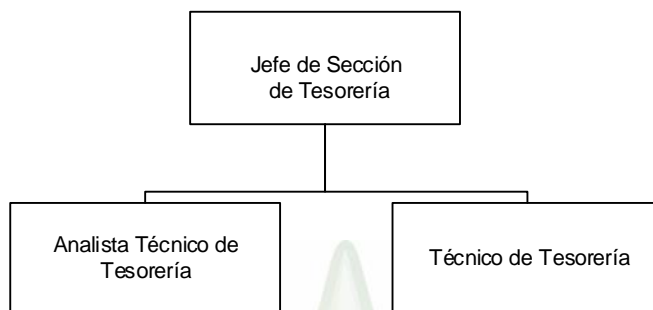 Jefe de Sección
de Tesorería
Analista Técnico de
Tesorería
Técnico de Tesorería